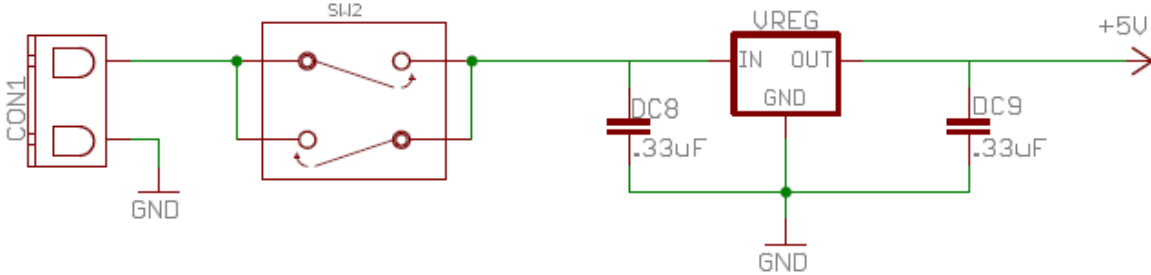 SW2
VREG
+5V
IN OUT
GND
CON1
DC8
.33uF
DC9
.33uF
GND
GND